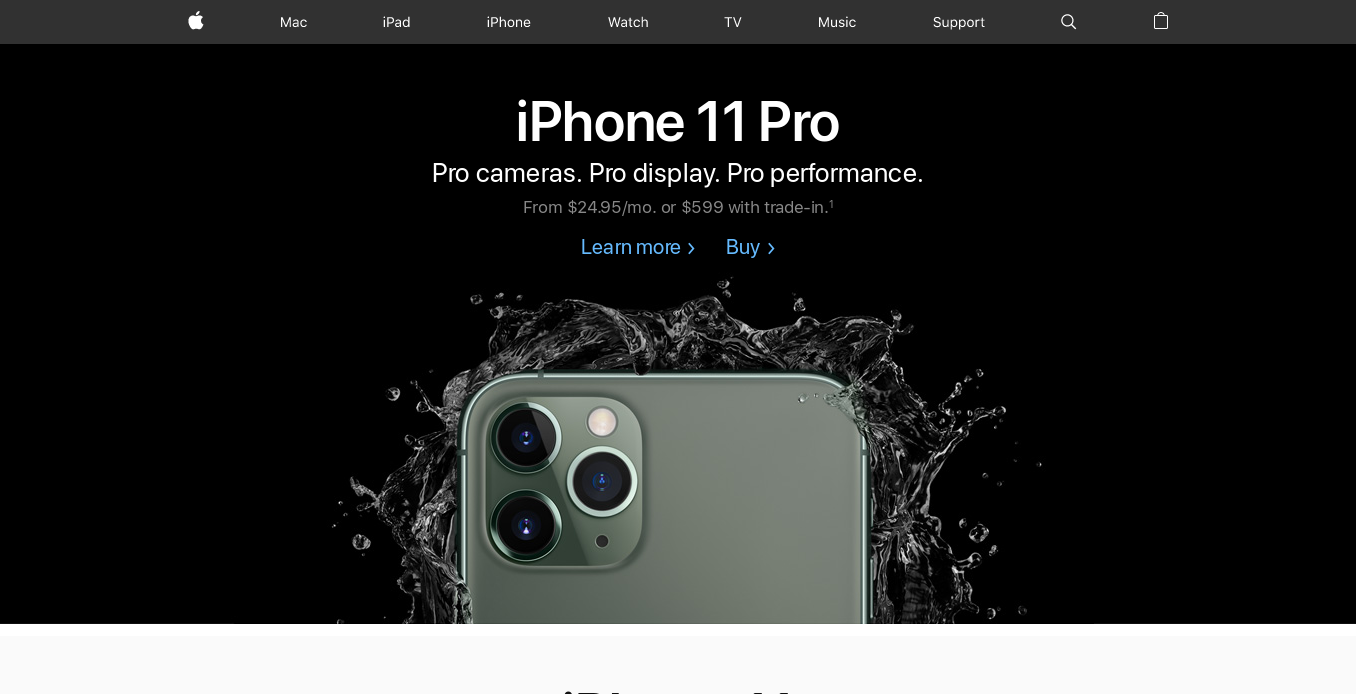 Mac iPad iPhone Watch TV Music Support
iPhone 11 Pro
Pro cameras. Pro display. Pro performance.
From $24.95/mo. or $599 with trade-in.¹
Learn more › Buy ›